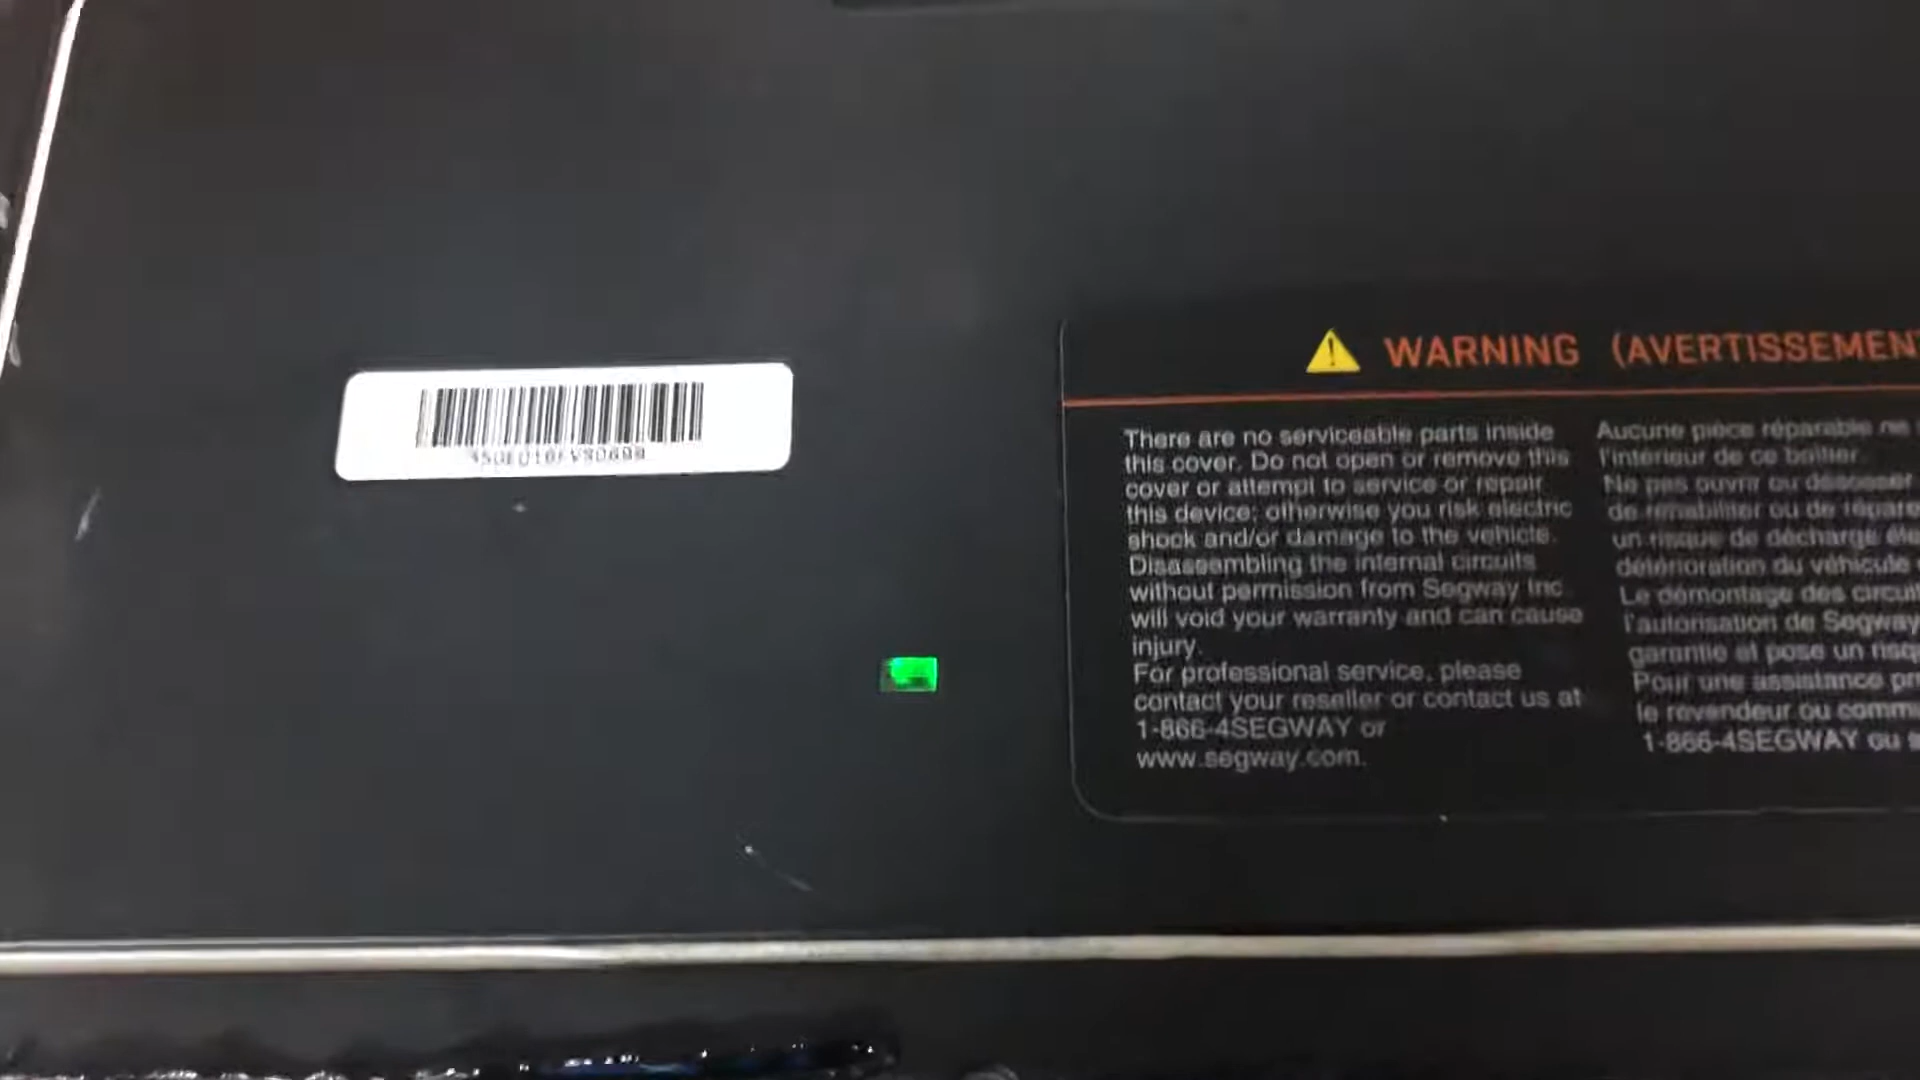 WARNING (AVERTISSEMENT
There are no serviceable parts inside
this cover. Do not open or remove this
cover or attempt to service or repair
this device; otherwise you risk electric
shock and/or damage to the vehicle.
Disassembling the internal circuits
without permission from Segway Inc.
will void your warranty and can cause
injury.
For professional service, please
contact your reseller or contact us at
1-866-4SEGWAY or
www.segway.com.
Aucune pièce réparable ne
l'intérieur de ce boîtier.
Ne pas ouvrir ou
de réhabiliter ou de
un risque de décharge
détérioration du véhicule
Le démontage des
l'autorisation de Segway
garantie et pose un
Pour une assistance
le revendeur ou
1-866-4SEGWAY ou